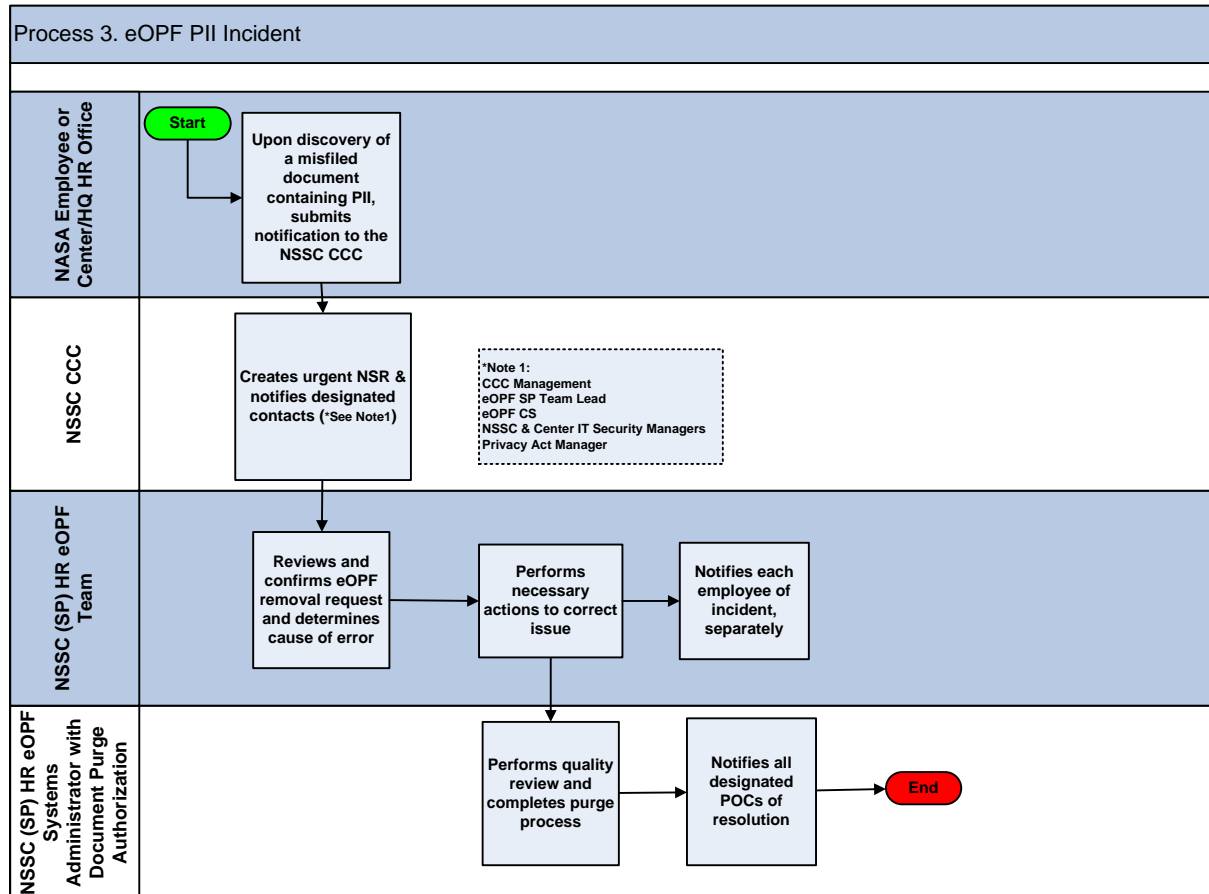 Process 3. eOPF PII Incident
NASA Employee or
Center/HQ HR Office
Start
Upon discovery of
a misfiled
document
containing PII,
submits
notification to the
NSSC CCC
NSSC CCC
Creates urgent NSR &
notifies designated
contacts (*See Note1)
*Note 1:
CCC Management
eOPF SP Team Lead
eOPF CS
NSSC & Center IT Security Managers
Privacy Act Manager
NSSC (SP) HR eOPF
Team
Reviews and
confirms eOPF
removal request
and determines
cause of error
Performs
necessary
actions to correct
issue
Notifies each
employee of
incident,
separately
NSSC (SP) HR eOPF
Systems
Administrator with
Document Purge
Authorization
Performs quality
review and
completes purge
process
Notifies all
designated
POCs of
resolution
End